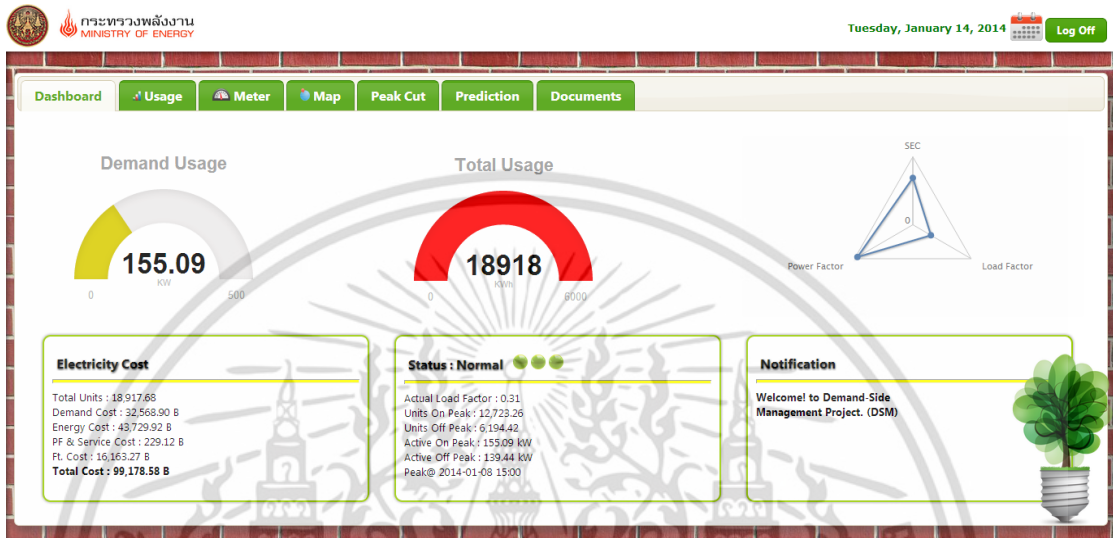 กระทรวงพลังงาน
MINISTRY OF ENERGY
Tuesday, January 14, 2014
Log Off
Dashboard
Usage
Meter
Map
Peak Cut
Prediction
Documents
Demand Usage
155.09
KW
0
500
Total Usage
18918
KWh
0
6000
SEC
0
Power Factor
Load Factor
Electricity Cost
Total Units : 18,917.68
Demand Cost : 32,568.90 B
Energy Cost : 43,729.92 B
PF & Service Cost : 229.12 B
Ft. Cost : 16,163.27 B
Total Cost : 99,178.58 B
Status : Normal
Actual Load Factor : 0.31
Units On Peak : 12,723.26
Units Off Peak : 6,194.42
Active On Peak : 155.09 kW
Active Off Peak : 139.44 kW
Peak@ 2014-01-08 15:00
Notification
Welcome! to Demand-Side
Management Project. (DSM)